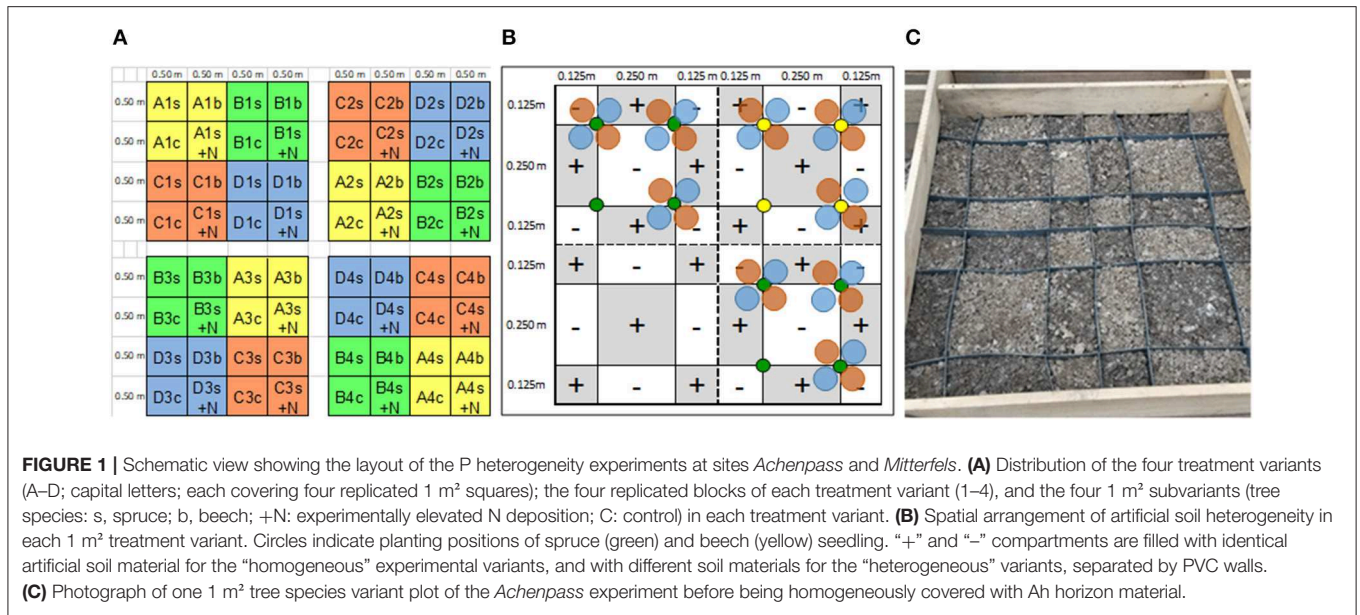 A
B
C
0.50 m 0.50 m 0.50 m 0.50 m 0.50 m 0.50 m 0.50 m 0.50 m
0.50 m A1s A1b B1s B1b C2s C2b D2s D2b
0.50 m A1c A1s +N B1c B1s +N C2c C2s +N D2c D2s +N
0.50 m C1s C1b D1s D1b A2s A2b B2s B2b
0.50 m C1c C1s +N D1c D1s +N A2c A2s +N B2c B2s +N
0.50 m B3s B3b A3s A3b D4s D4b C4s C4b
0.50 m B3c B3s +N A3c A3s +N D4c D4s +N C4c C4s +N
0.50 m D3s D3b C3s C3b B4s B4b A4s A4b
0.50 m D3c D3s +N C3c C3s +N B4c B4s +N A4c A4s +N
0.125m 0.250 m 0.125 m 0.125 m 0.250 m 0.125m
0.125m - + - + - +
0.250 m + - + - + -
0.125m + - + - +
0.125m + - + - + -
0.250 m - + - + - +
0.125m + - + - + -
FIGURE 1 | Schematic view showing the layout of the P heterogeneity experiments at sites Achenpass and Mitterfels. (A) Distribution of the four treatment variants
(A–D; capital letters; each covering four replicated 1 m² squares); the four replicated blocks of each treatment variant (1–4), and the four 1 m² subvariants (tree
species: s, spruce; b, beech; +N: experimentally elevated N deposition; C: control) in each treatment variant. (B) Spatial arrangement of artificial soil heterogeneity in
each 1 m² treatment variant. Circles indicate planting positions of spruce (green) and beech (yellow) seedling. “+” and “–” compartments are filled with identical
artificial soil material for the “homogeneous” experimental variants, and with different soil materials for the “heterogeneous” variants, separated by PVC walls.
(C) Photograph of one 1 m² tree species variant plot of the Achenpass experiment before being homogeneously covered with Ah horizon material.